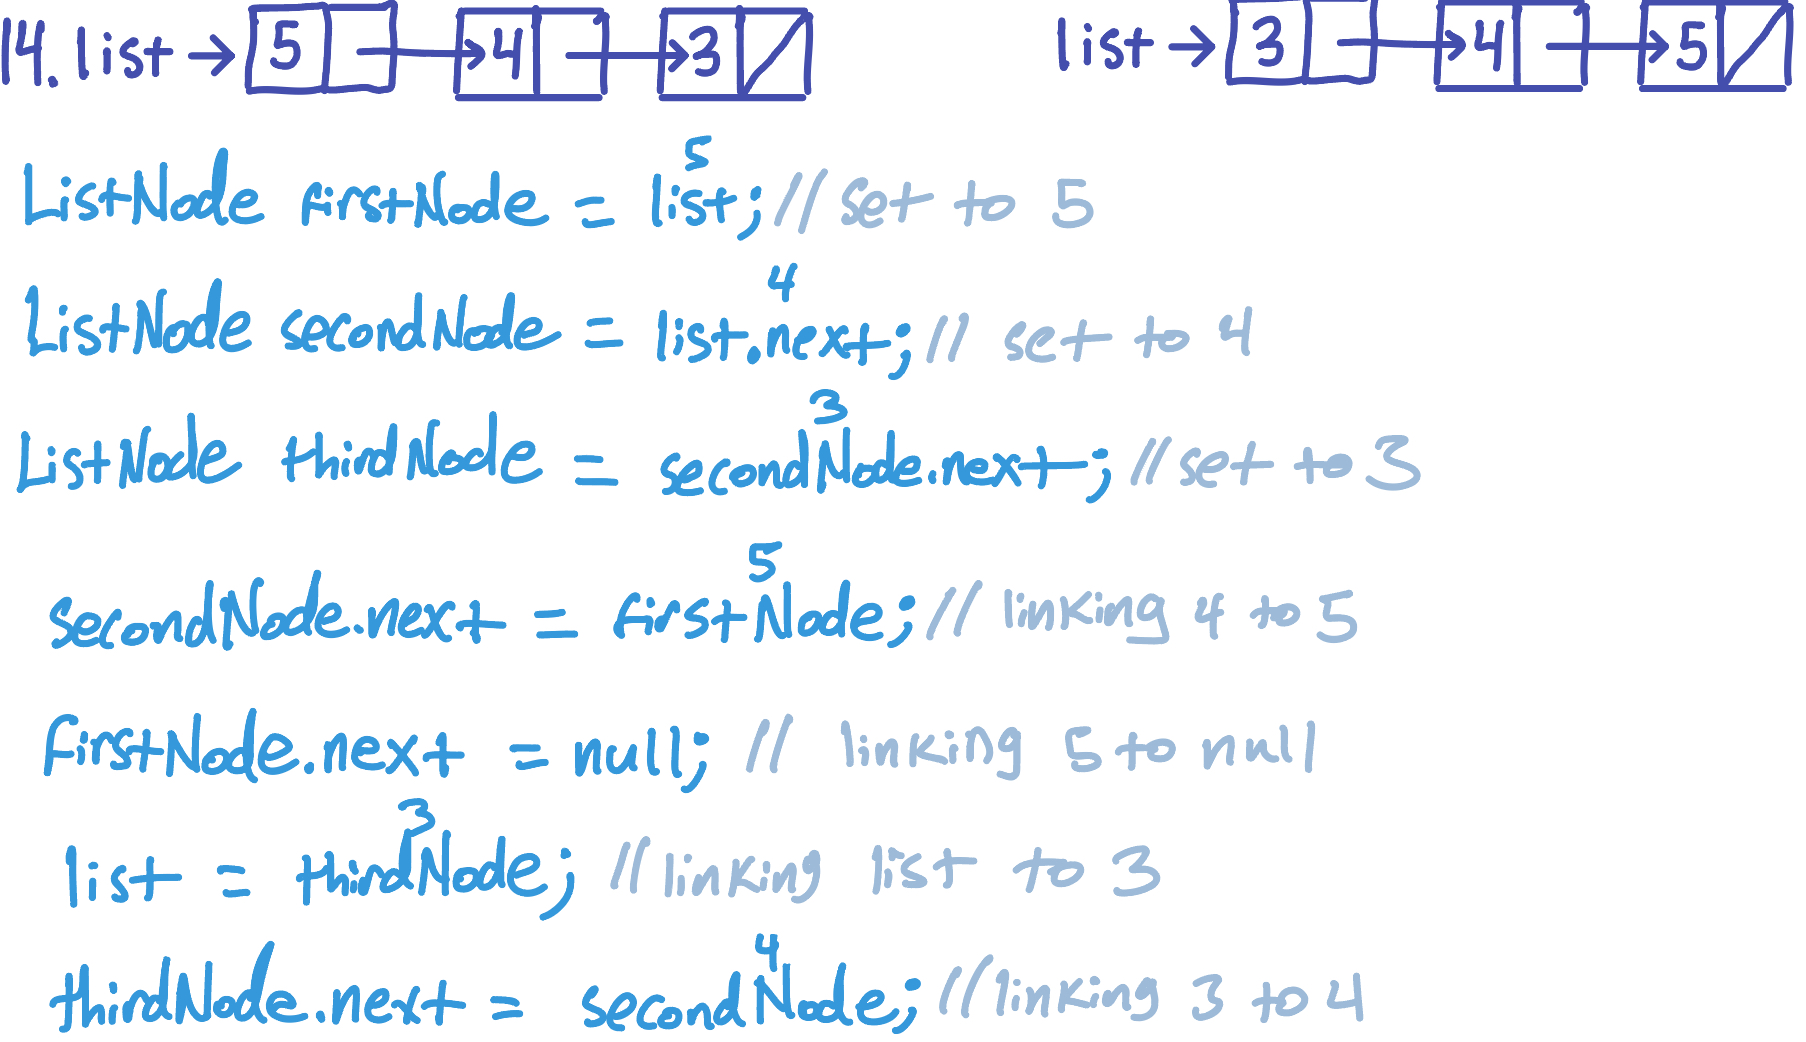 14. list → 5 → 4 → 3 list → 3 → 4 → 5
5
ListNode firstNode = list; // set to 5
4
ListNode secondNode = list.next; // set to 4
3
ListNode thirdNode = secondNode.next; // set to 3
5
secondNode.next = firstNode; // linking 4 to 5
firstNode.next = null; // linking 5 to null
3
list = thirdNode; // linking list to 3
4
thirdNode.next = secondNode; // linking 3 to 4